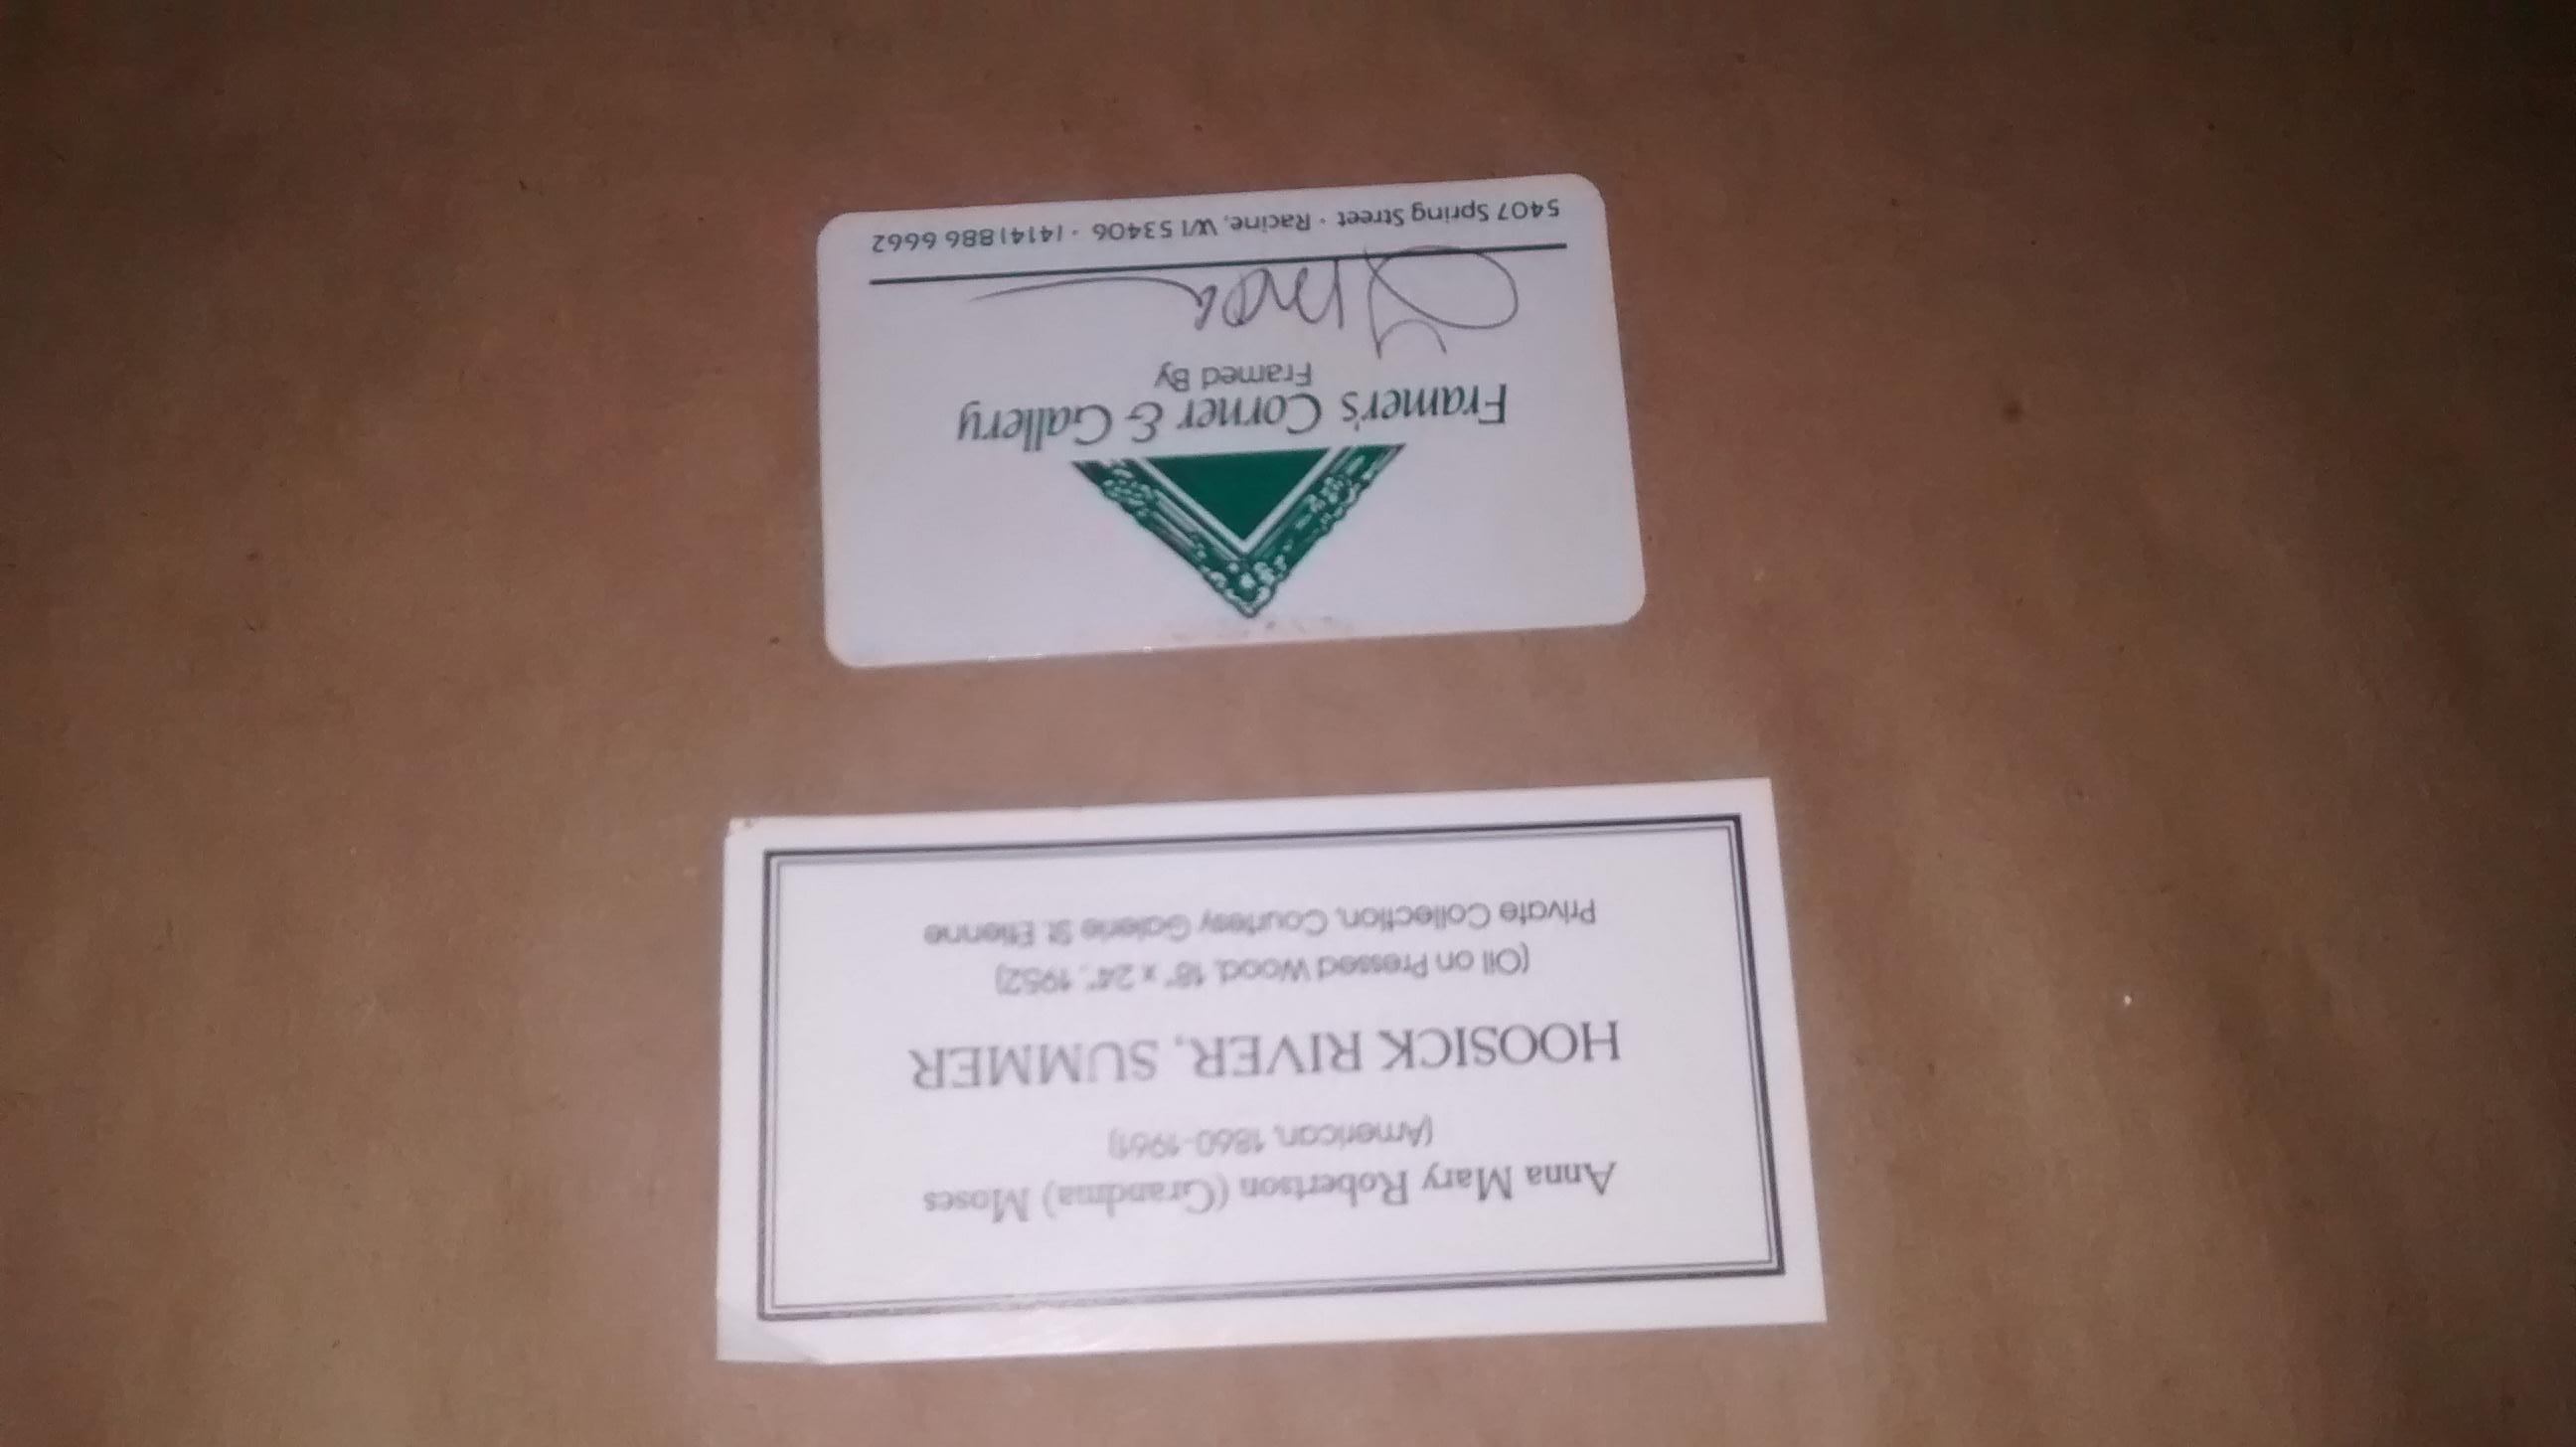 Anna Mary Robertson (Grandma) Moses
(American, 1860-1961)
HOOSICK RIVER, SUMMER
(Oil on Pressed Wood, 18" x 24", 1952)
Private Collection, Courtesy Galerie St. Etienne
Framer's Corner & Gallery
Framed By
5407 Spring Street · Racine, WI 53406 · (414) 886 6662